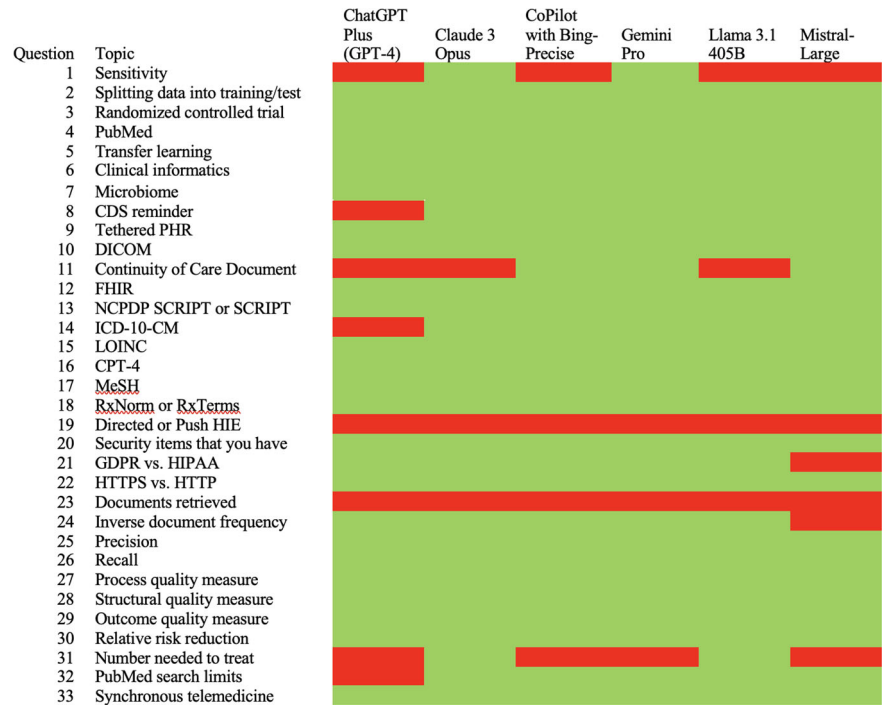 ChatGPT Plus (GPT-4)
Claude 3 Opus
CoPilot with Bing-Precise
Gemini Pro
Llama 3.1 405B
Mistral-Large
Question Topic
1 Sensitivity
2 Splitting data into training/test
3 Randomized controlled trial
4 PubMed
5 Transfer learning
6 Clinical informatics
7 Microbiome
8 CDS reminder
9 Tethered PHR
10 DICOM
11 Continuity of Care Document
12 FHIR
13 NCPDP SCRIPT or SCRIPT
14 ICD-10-CM
15 LOINC
16 CPT-4
17 MeSH
18 RxNorm or RxTerms
19 Directed or Push HIE
20 Security items that you have
21 GDPR vs. HIPAA
22 HTTPS vs. HTTP
23 Documents retrieved
24 Inverse document frequency
25 Precision
26 Recall
27 Process quality measure
28 Structural quality measure
29 Outcome quality measure
30 Relative risk reduction
31 Number needed to treat
32 PubMed search limits
33 Synchronous telemedicine